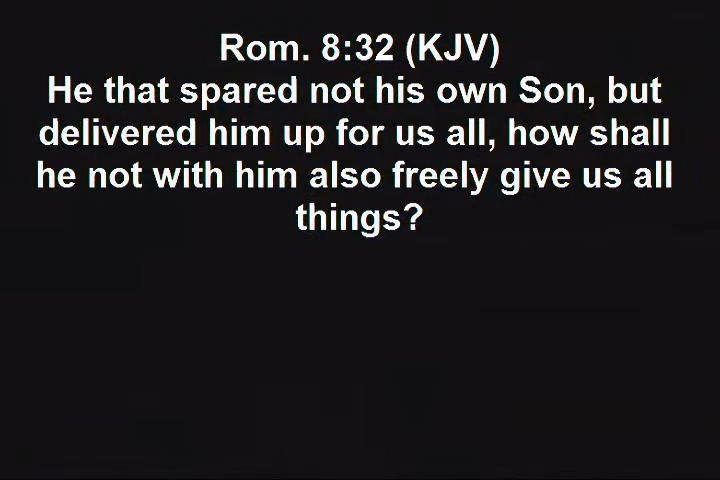 Rom. 8:32 (KJV)
He that spared not his own Son, but
delivered him up for us all, how shall
he not with him also freely give us all
things?